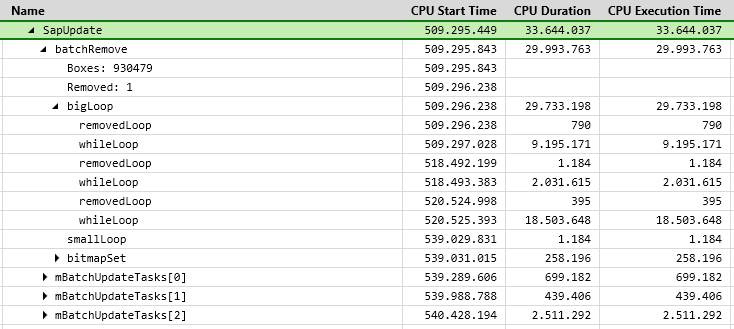 Name CPU Start Time CPU Duration CPU Execution Time
SapUpdate 509.295.449 33.644.037 33.644.037
batchRemove 509.295.843 29.993.763 29.993.763
Boxes: 930479 509.295.843
Removed: 1 509.296.238
bigLoop 509.296.238 29.733.198 29.733.198
removedLoop 509.296.238 790 790
whileLoop 509.297.028 9.195.171 9.195.171
removedLoop 518.492.199 1.184 1.184
whileLoop 518.493.383 2.031.615 2.031.615
removedLoop 520.524.998 395 395
whileLoop 520.525.393 18.503.648 18.503.648
smallLoop 539.029.831 1.184 1.184
bitmapSet 539.031.015 258.196 258.196
mBatchUpdateTasks[0] 539.289.606 699.182 699.182
mBatchUpdateTasks[1] 539.988.788 439.406 439.406
mBatchUpdateTasks[2] 540.428.194 2.511.292 2.511.292